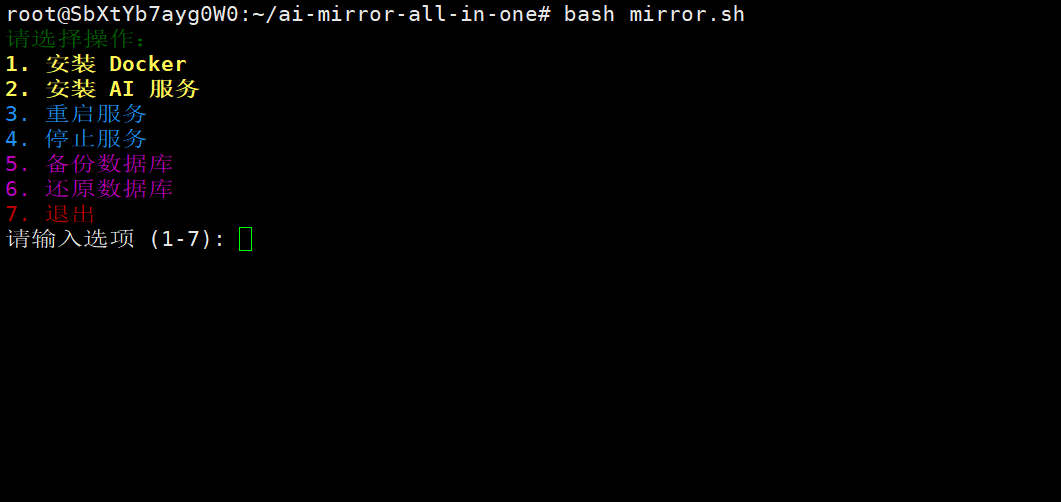 root@SbXtYb7ayg0W0:~/ai-mirror-all-in-one# bash mirror.sh
请选择操作：
1. 安装 Docker
2. 安装 AI 服务
3. 重启服务
4. 停止服务
5. 备份数据库
6. 还原数据库
7. 退出
请输入选项 (1-7):